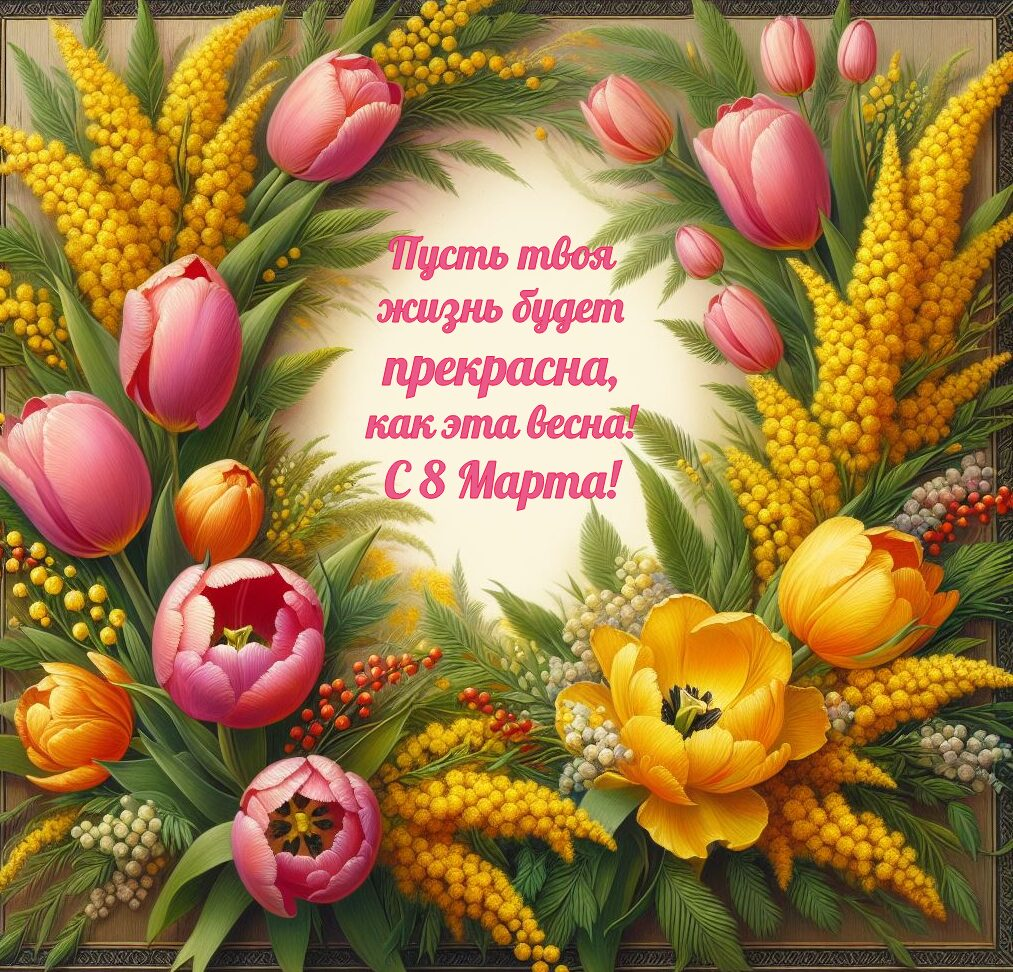 Пусть твоя
жизнь будет
прекрасна,
как эта весна!
С 8 Марта!